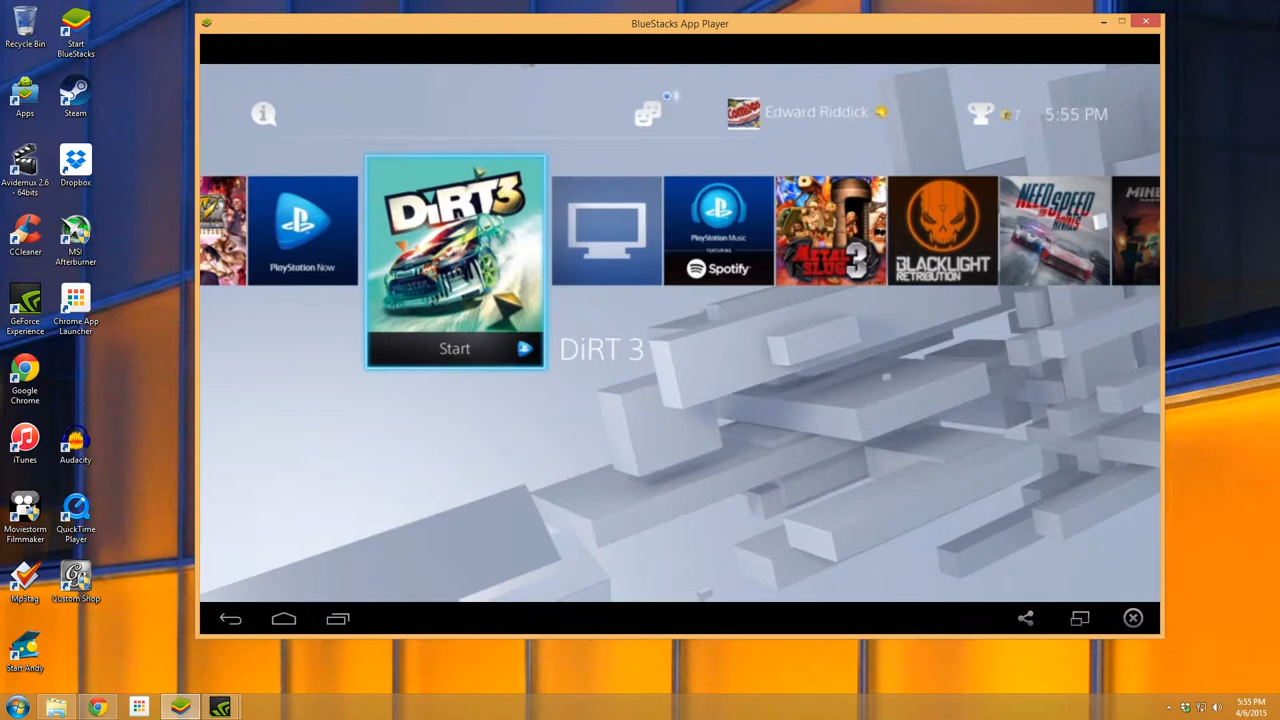 BlueStacks App Player
Recycle Bin
Start
BlueStacks
Apps
Steam
Avidemux 2.6
- 64bits
Dropbox
CCleaner
MSI
Afterburner
GeForce
Experience
Chrome App
Launcher
Google
Chrome
iTunes
Audacity
Moviestorm
Filmmaker
QuickTime
Player
Mp3tag
Custom Shop
Start Andy
Combos
Edward Riddick
7
5:55 PM
PlayStation Now
DiRT3
Start
DiRT 3
PlayStation Music
FEATURING
Spotify
METAL
SLUG 3
BLACKLIGHT
RETRIBUTION
NEED FOR SPEED
RIVALS
5:55 PM
4/6/2015